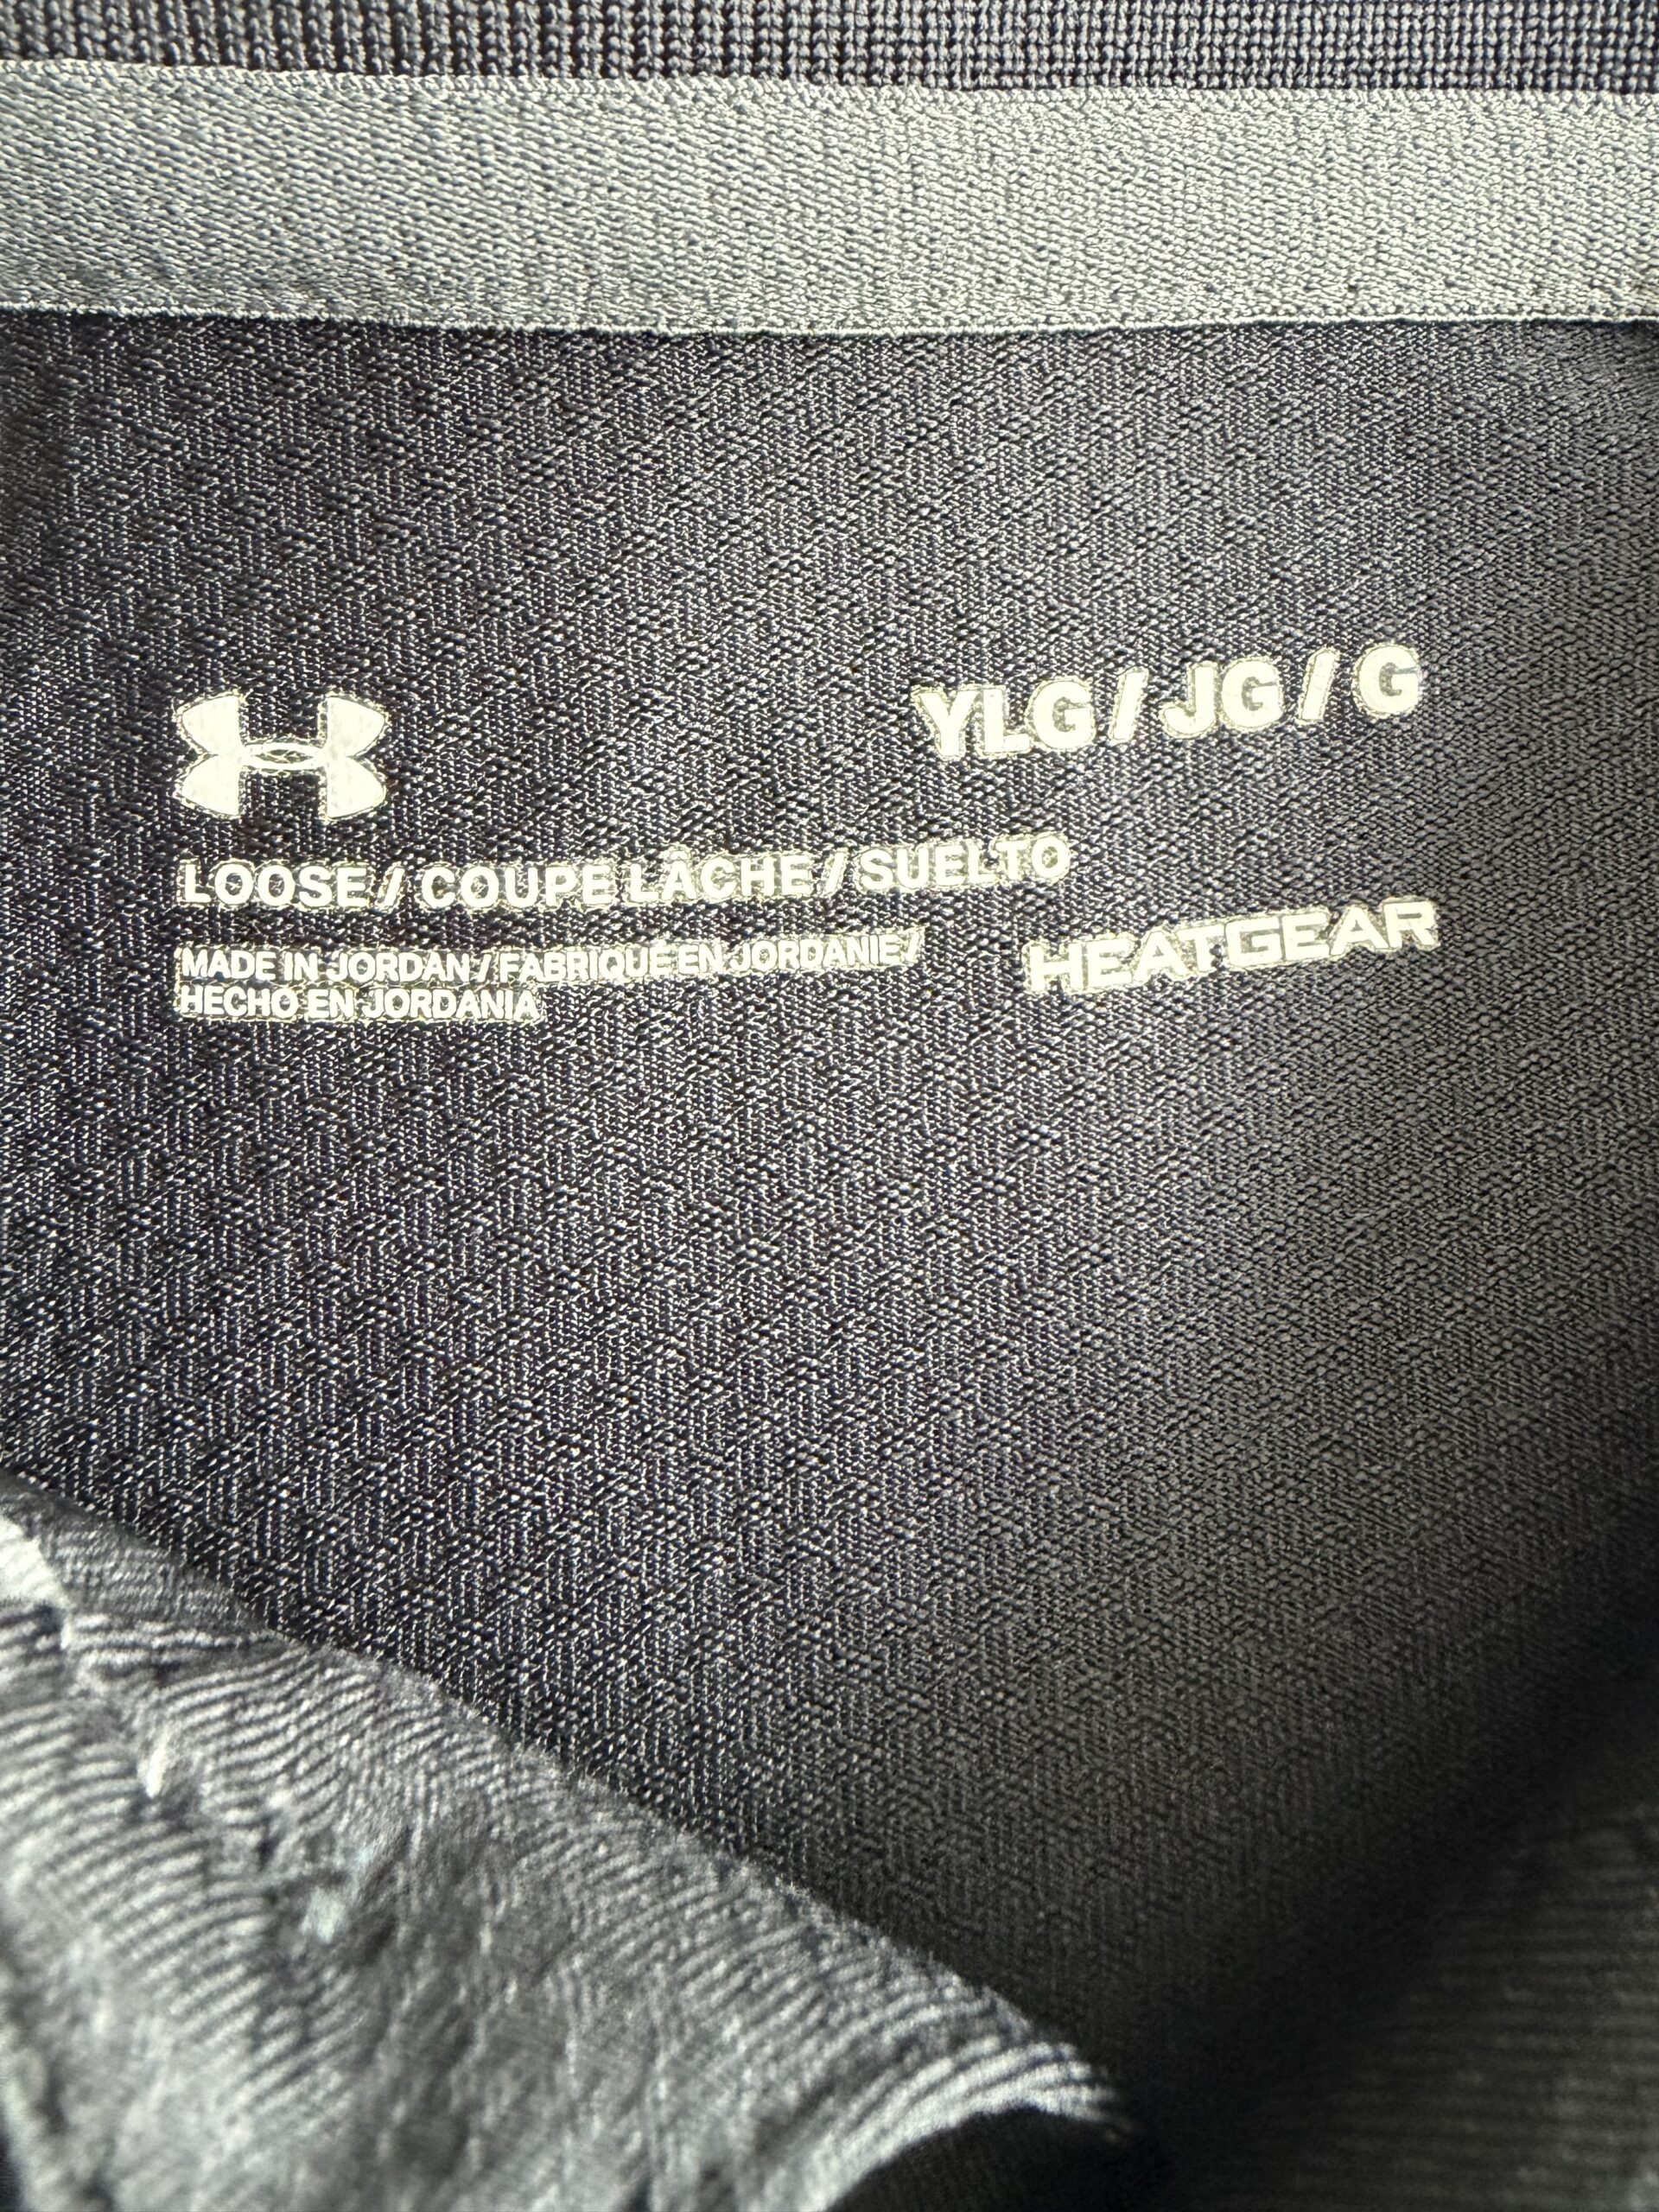 YLG / JG / G
LOOSE / COUPE LÂCHE / SUELTO
MADE IN JORDAN / FABRIQUÉ EN JORDANIE /
HECHO EN JORDANIA
HEATGEAR